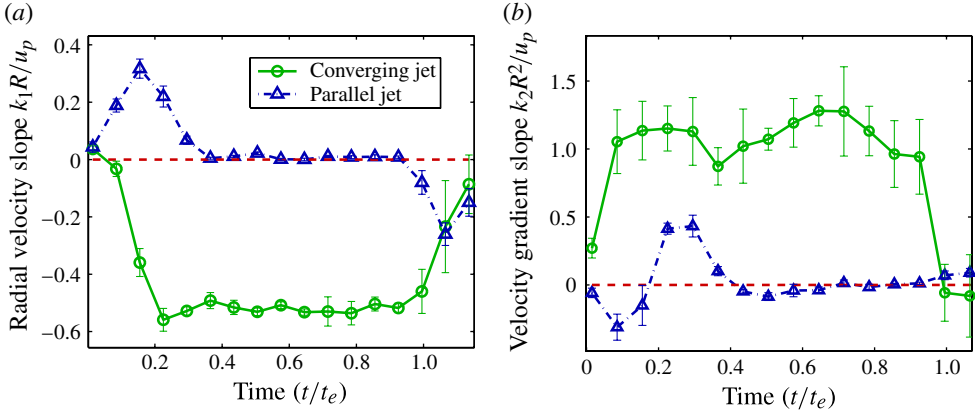 (a)
Radial velocity slope k₁R/uₚ
0.4
0.2
0
−0.2
−0.4
−0.6
Converging jet
Parallel jet
0.2 0.4 0.6 0.8 1.0
Time (t/tₑ)
(b)
Velocity gradient slope k₂R²/uₚ
1.5
1.0
0.5
0
0 0.2 0.4 0.6 0.8 1.0
Time (t/tₑ)